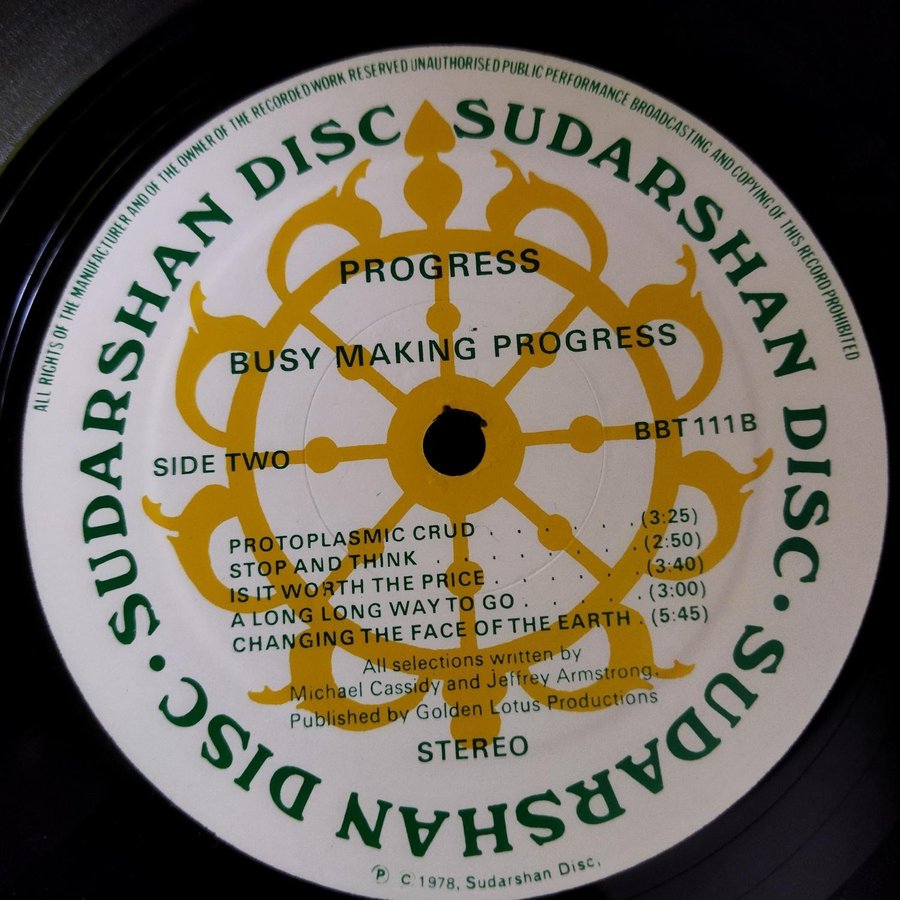 ALL RIGHTS OF THE MANUFACTURER AND OF THE OWNER OF THE RECORDED WORK RESERVED UNAUTHORISED PUBLIC PERFORMANCE BROADCASTING AND COPYING OF THIS RECORD PROHIBITED
SUDARSHAN DISC SUDARSHAN DISC · SUDARSHAN DISC ·
PROGRESS
BUSY MAKING PROGRESS
SIDE TWO
BBT 111 B
PROTOPLASMIC CRUD . . . . . . (3:25)
STOP AND THINK . . . . . . . . (2:50)
IS IT WORTH THE PRICE . . . . . . (3:40)
A LONG LONG WAY TO GO . . . . . (3:00)
CHANGING THE FACE OF THE EARTH . (5:45)
All selections written by
Michael Cassidy and Jeffrey Armstrong,
Published by Golden Lotus Productions
STEREO
Ⓟ C 1978, Sudarshan Disc,